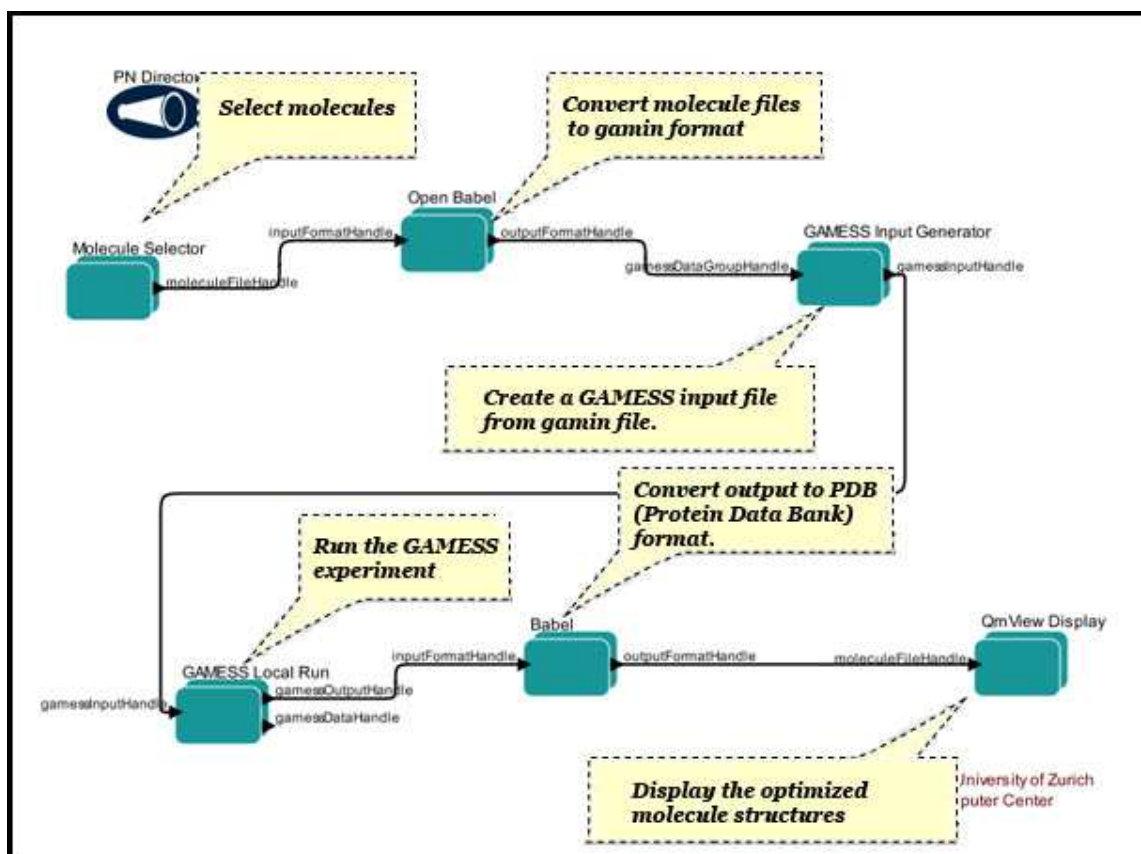 PN Director
Select molecules
Convert molecule files
to gamin format
Open Babel
inputFormatHandle
outputFormatHandle
GAMESS Input Generator
Molecule Selector
gamessDataGroupHandle
gamessInputHandle
moleculeFileHandle
Create a GAMESS input file
from gamin file.
Convert output to PDB
(Protein Data Bank)
format.
Run the GAMESS
experiment
Babel
QmView Display
inputFormatHandle
outputFormatHandle
moleculeFileHandle
GAMESS Local Run
gamessOutputHandle
gamessInputHandle
gamessDataHandle
Display the optimized
molecule structures
University of Zurich
puter Center